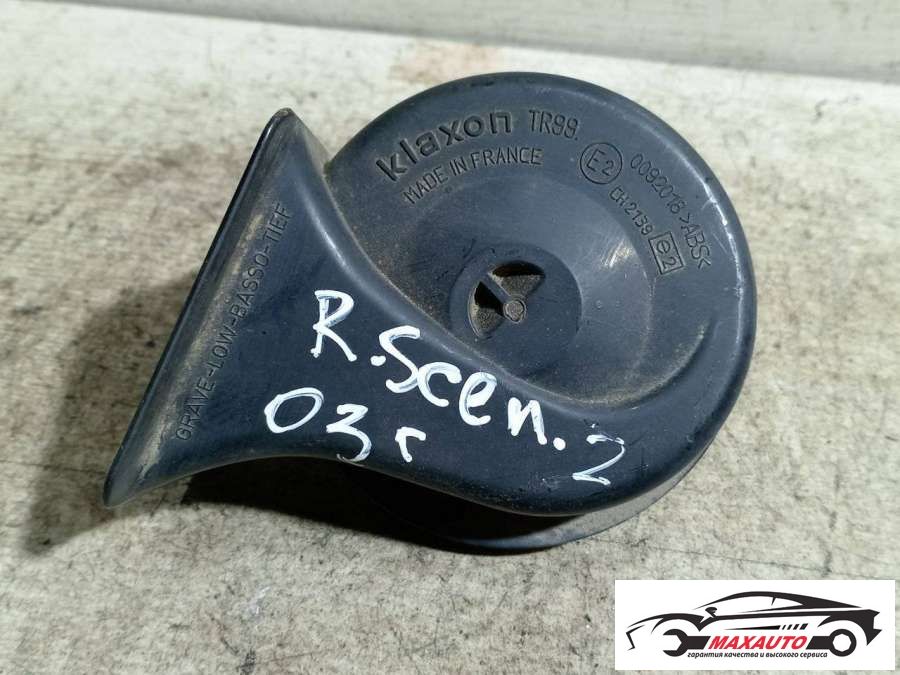 klaxon TR99.
MADE IN FRANCE
E2
0092018 >ABS<
CH2139 e2
GRAVE-LOW-BASSO-TIEF
R.Scen.2
03г
MAXAUTO
гарантия качества и высокого сервиса